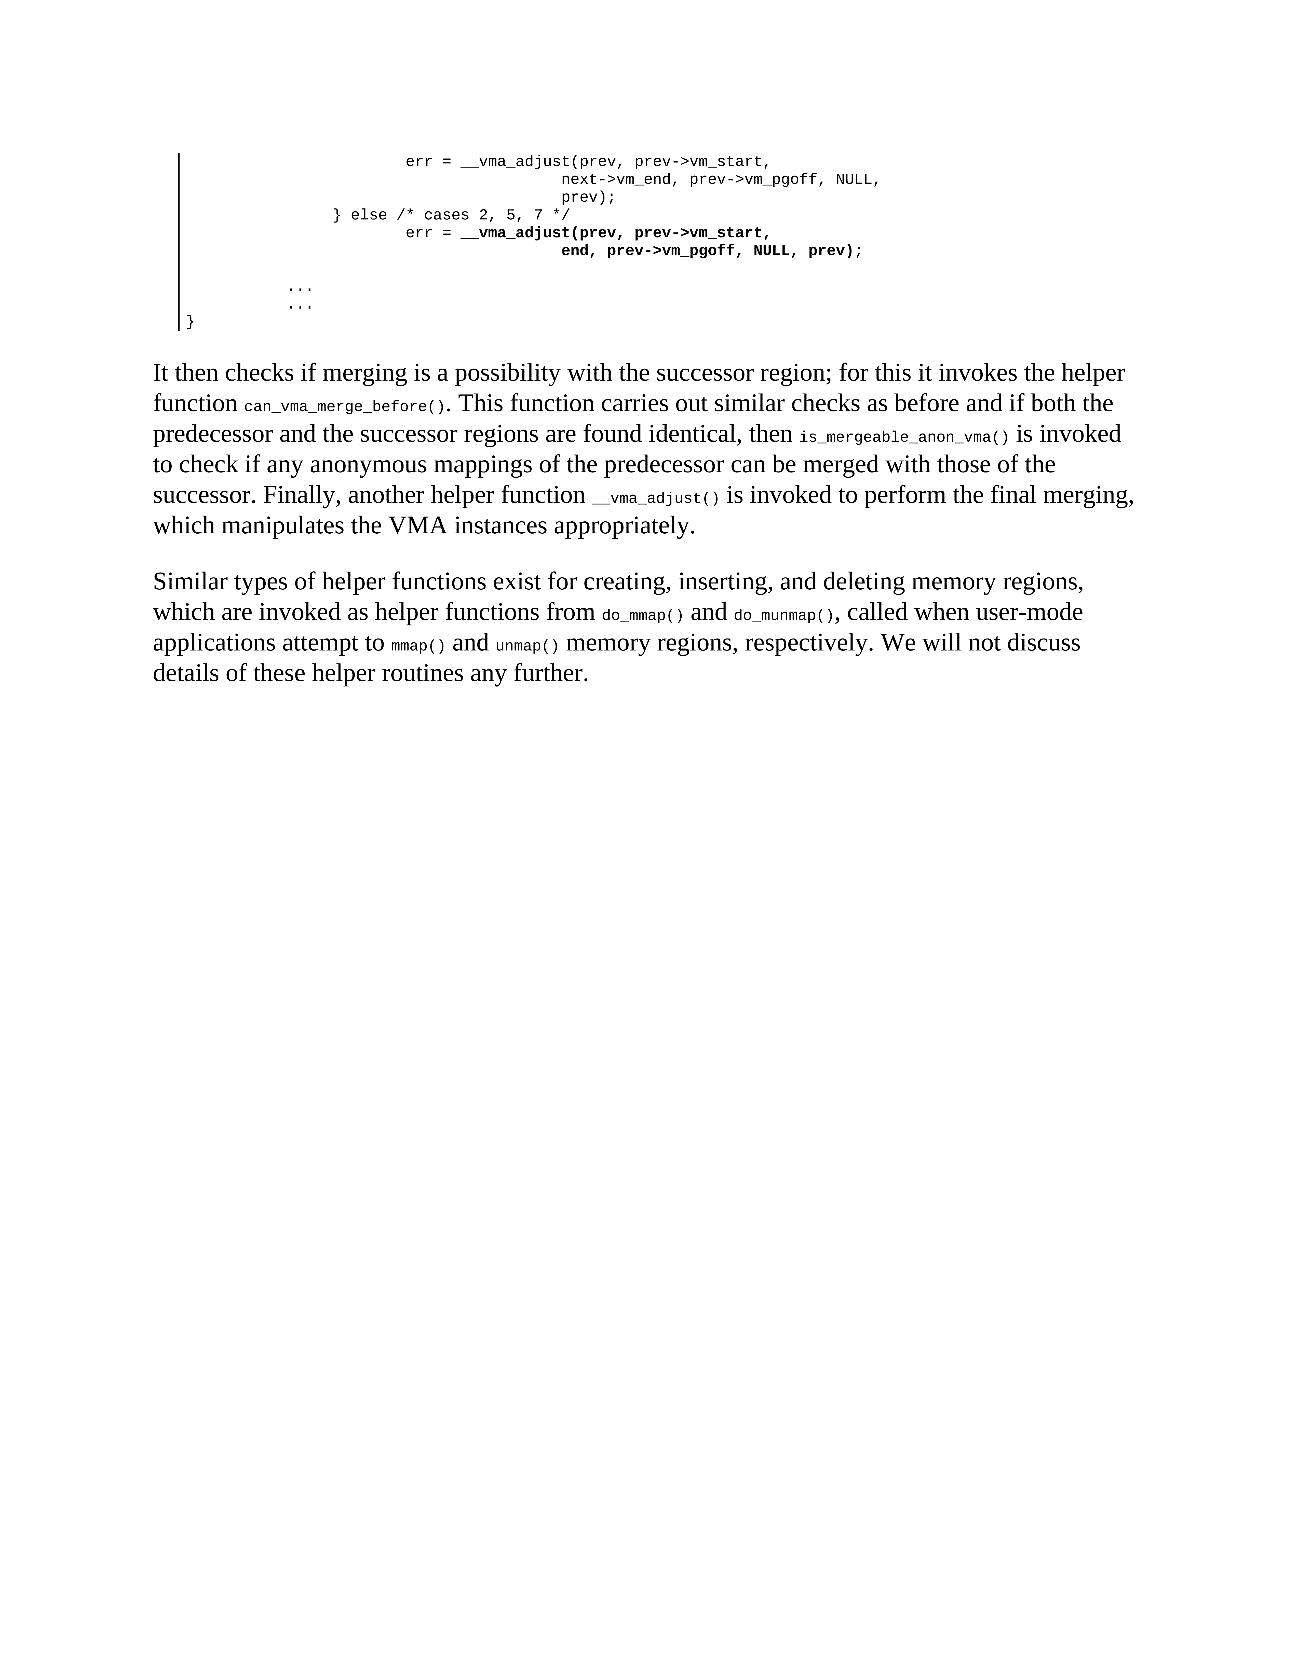 err = __vma_adjust(prev, prev->vm_start,
next->vm_end, prev->vm_pgoff, NULL,
prev);
} else /* cases 2, 5, 7 */
err = __vma_adjust(prev, prev->vm_start,
end, prev->vm_pgoff, NULL, prev);
...
...
}
It then checks if merging is a possibility with the successor region; for this it invokes the helper
function can_vma_merge_before(). This function carries out similar checks as before and if both the
predecessor and the successor regions are found identical, then is_mergeable_anon_vma() is invoked
to check if any anonymous mappings of the predecessor can be merged with those of the
successor. Finally, another helper function __vma_adjust() is invoked to perform the final merging,
which manipulates the VMA instances appropriately.
Similar types of helper functions exist for creating, inserting, and deleting memory regions,
which are invoked as helper functions from do_mmap() and do_munmap(), called when user-mode
applications attempt to mmap() and unmap() memory regions, respectively. We will not discuss
details of these helper routines any further.